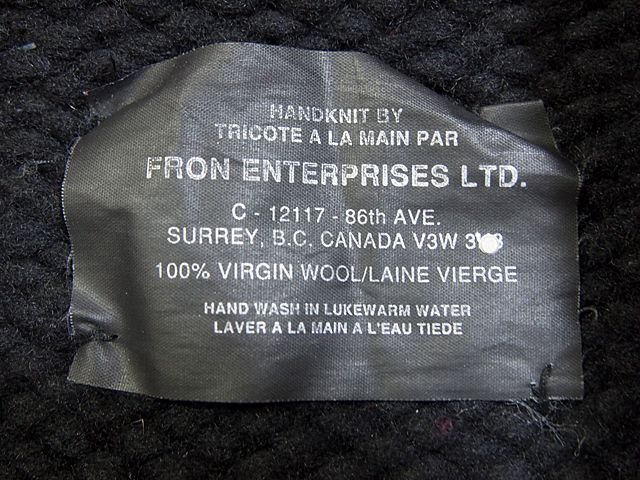 HANDKNIT BY
TRICOTE A LA MAIN PAR
FRON ENTERPRISES LTD.
C - 12117 - 86th AVE.
SURREY, B.C. CANADA V3W
100% VIRGIN WOOL/LAINE VIERGE
HAND WASH IN LUKEWARM WATER
LAVER A LA MAIN A L'EAU TIEDE